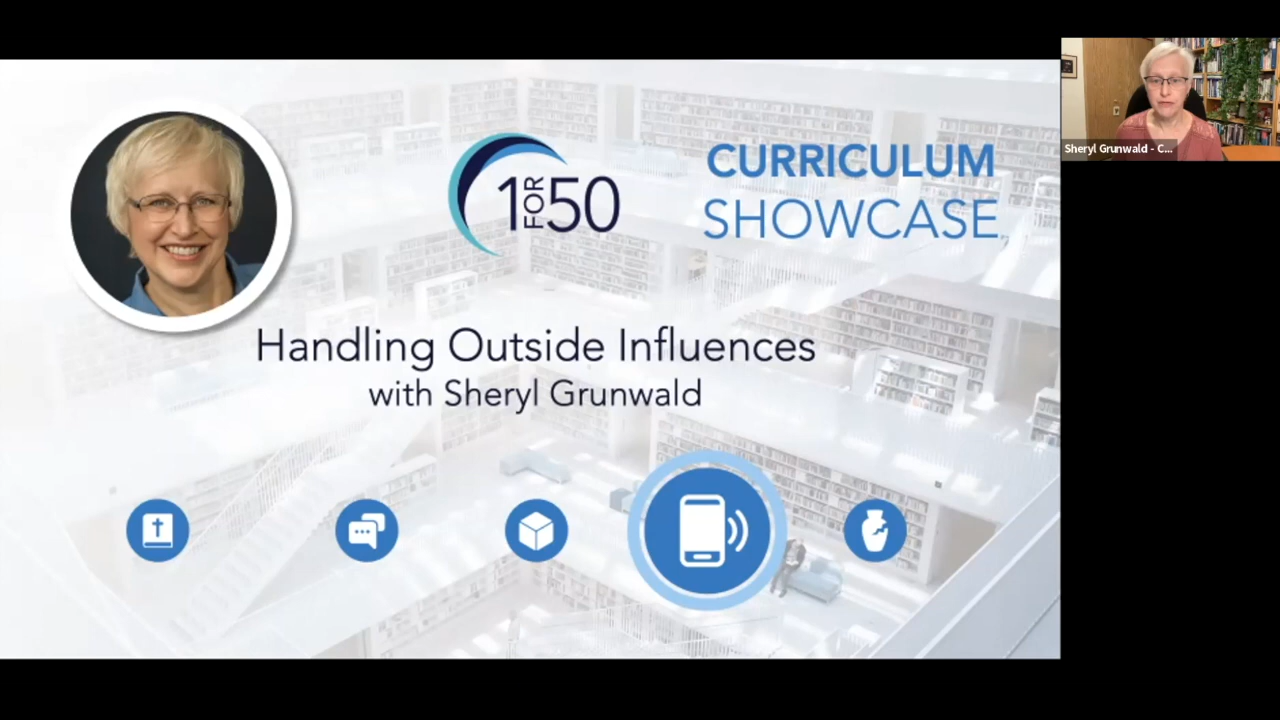 1 FOR 50
CURRICULUM
SHOWCASE
Handling Outside Influences
with Sheryl Grunwald
Sheryl Grunwald - C...